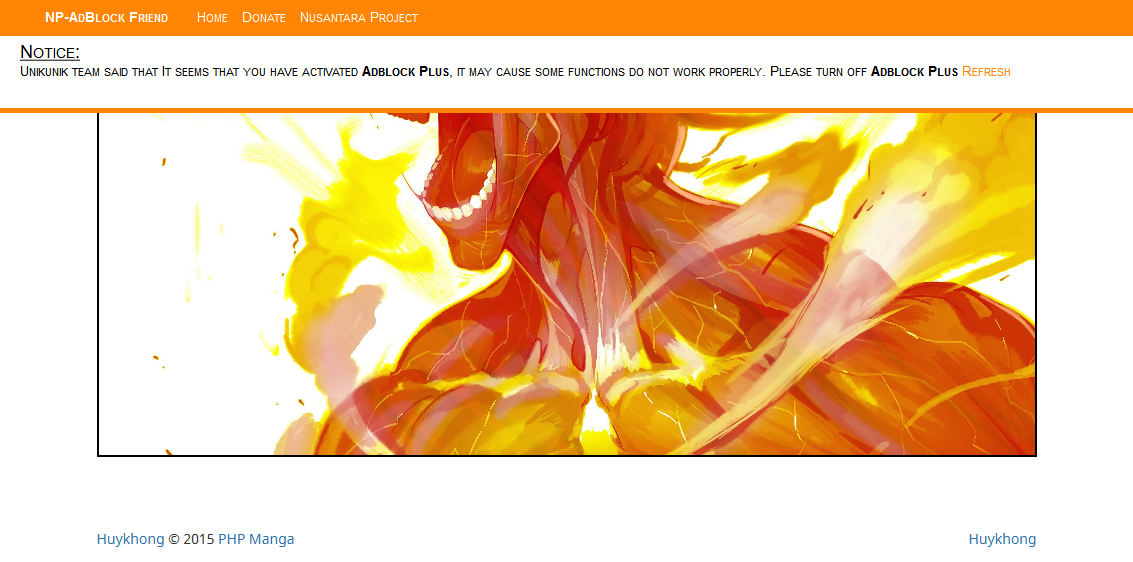 NP-AdBlock Friend Home Donate Nusantara Project
Notice:
Unikunik team said that It seems that you have activated Adblock Plus, it may cause some functions do not work properly. Please turn off Adblock Plus Refresh
Huykhong © 2015 PHP Manga Huykhong